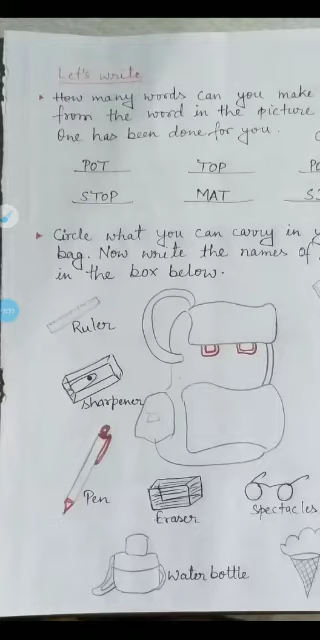 Let's write
How many words can you make
from the word in the picture
One has been done for you.
POT TOP
STOP MAT
Circle what you can carry in
bag. Now write the names of
in the box below.
Ruler
Sharpener
Pen
Eraser
Spectacles
Water bottle